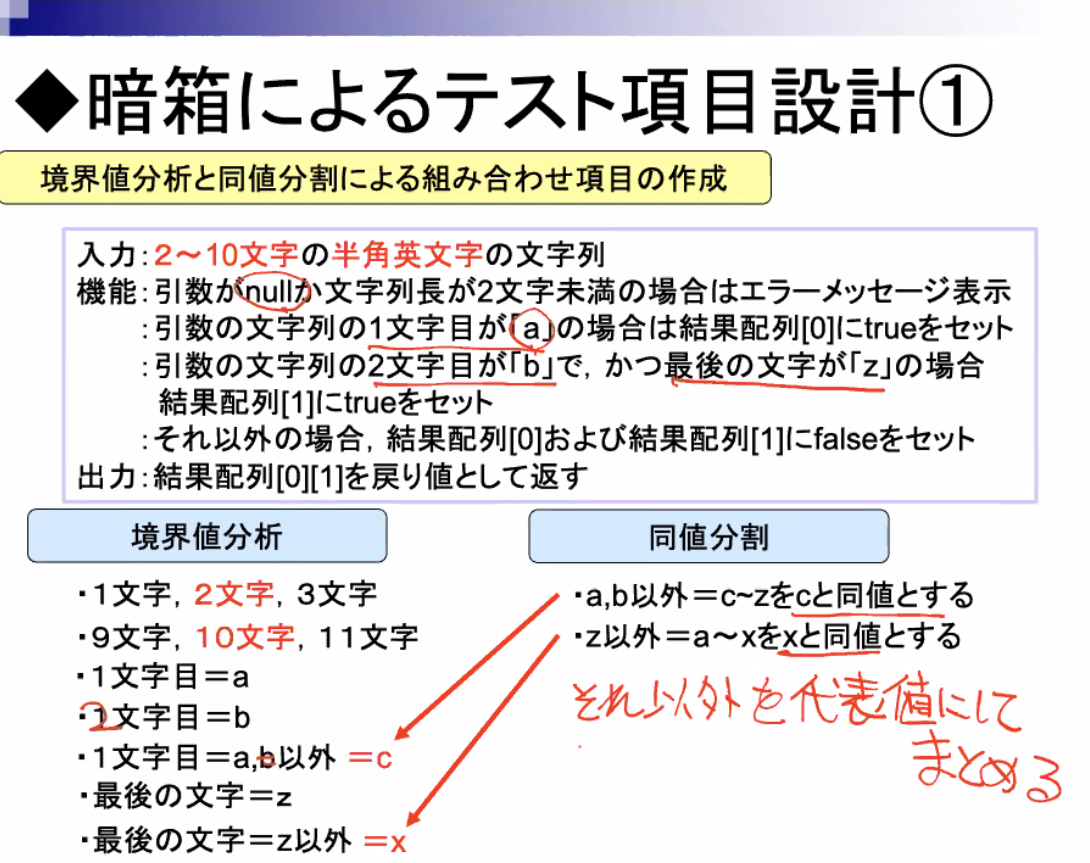 ◆暗箱によるテスト項目設計①
境界値分析と同値分割による組み合わせ項目の作成
入力：2～10文字の半角英文字の文字列
機能：引数がnullか文字列長が2文字未満の場合はエラーメッセージ表示
：引数の文字列の1文字目が「a」の場合は結果配列[0]にtrueをセット
：引数の文字列の2文字目が「b」で，かつ最後の文字が「z」の場合
結果配列[1]にtrueをセット
：それ以外の場合，結果配列[0]および結果配列[1]にfalseをセット
出力：結果配列[0][1]を戻り値として返す
境界値分析
・1文字，2文字，3文字
・9文字，10文字，11文字
・1文字目＝a
・2文字目＝b
・1文字目＝a,b以外 ＝c
・最後の文字＝z
・最後の文字＝z以外 ＝x
同値分割
・a,b以外＝c~zをcと同値とする
・z以外＝a～xをxと同値とする
それ以外を代表値にして
まとめる